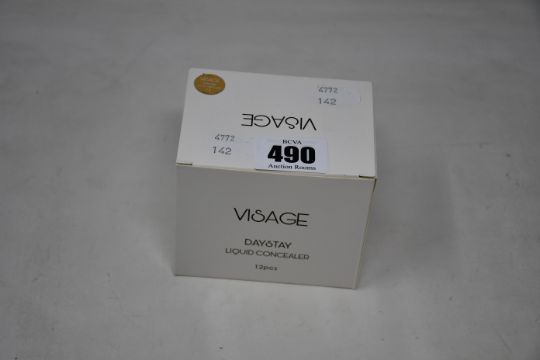 4772
142
VISAGE
4772
142
BCVA
490
Auction Rooms
VISAGE
DAYSTAY
LIQUID CONCEALER
12pcs